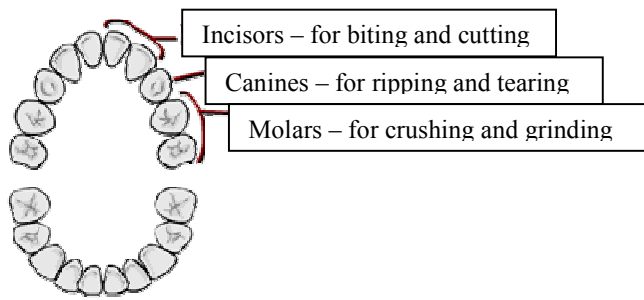 Incisors – for biting and cutting
Canines – for ripping and tearing
Molars – for crushing and grinding